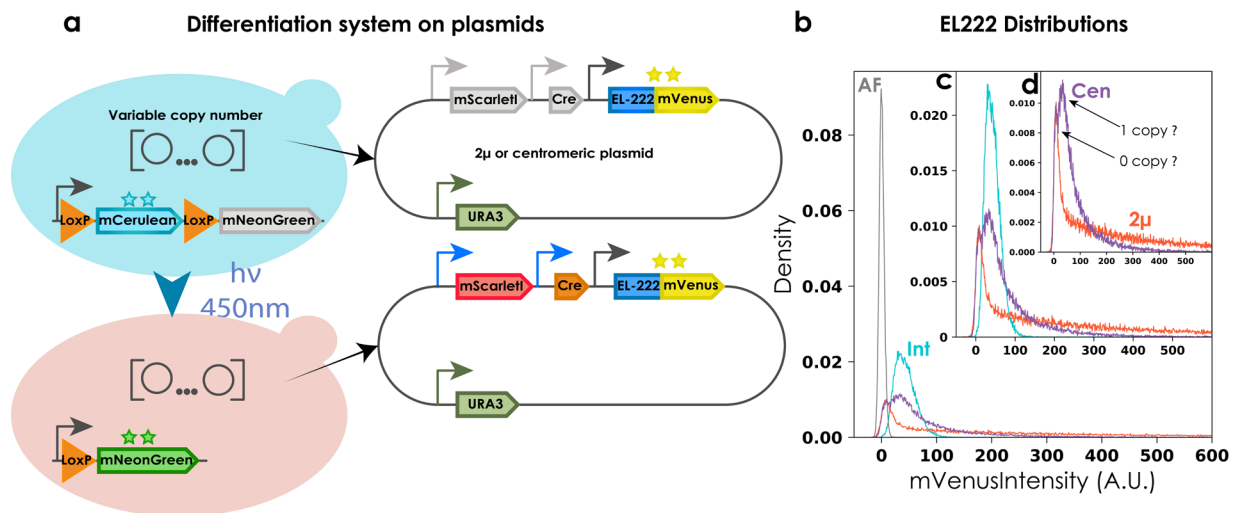 a
Differentiation system on plasmids
Variable copy number
LoxP
mCerulean
LoxP
mNeonGreen
hν
450nm
LoxP
mNeonGreen
mScarletI
Cre
EL-222
mVenus
2μ or centromeric plasmid
URA3
mScarletI
Cre
EL-222
mVenus
URA3
b
EL222 Distributions
AF
Density
0.08
0.06
0.04
0.02
0.00
0
100
200
300
400
500
600
mVenusIntensity (A.U.)
Int
c
0.020
0.015
0.010
0.005
0
0
100
200
300
400
500
d
Cen
1 copy ?
0 copy ?
2μ
0.010
0.008
0.006
0.004
0.002
0.000
0
100
200
300
400
500